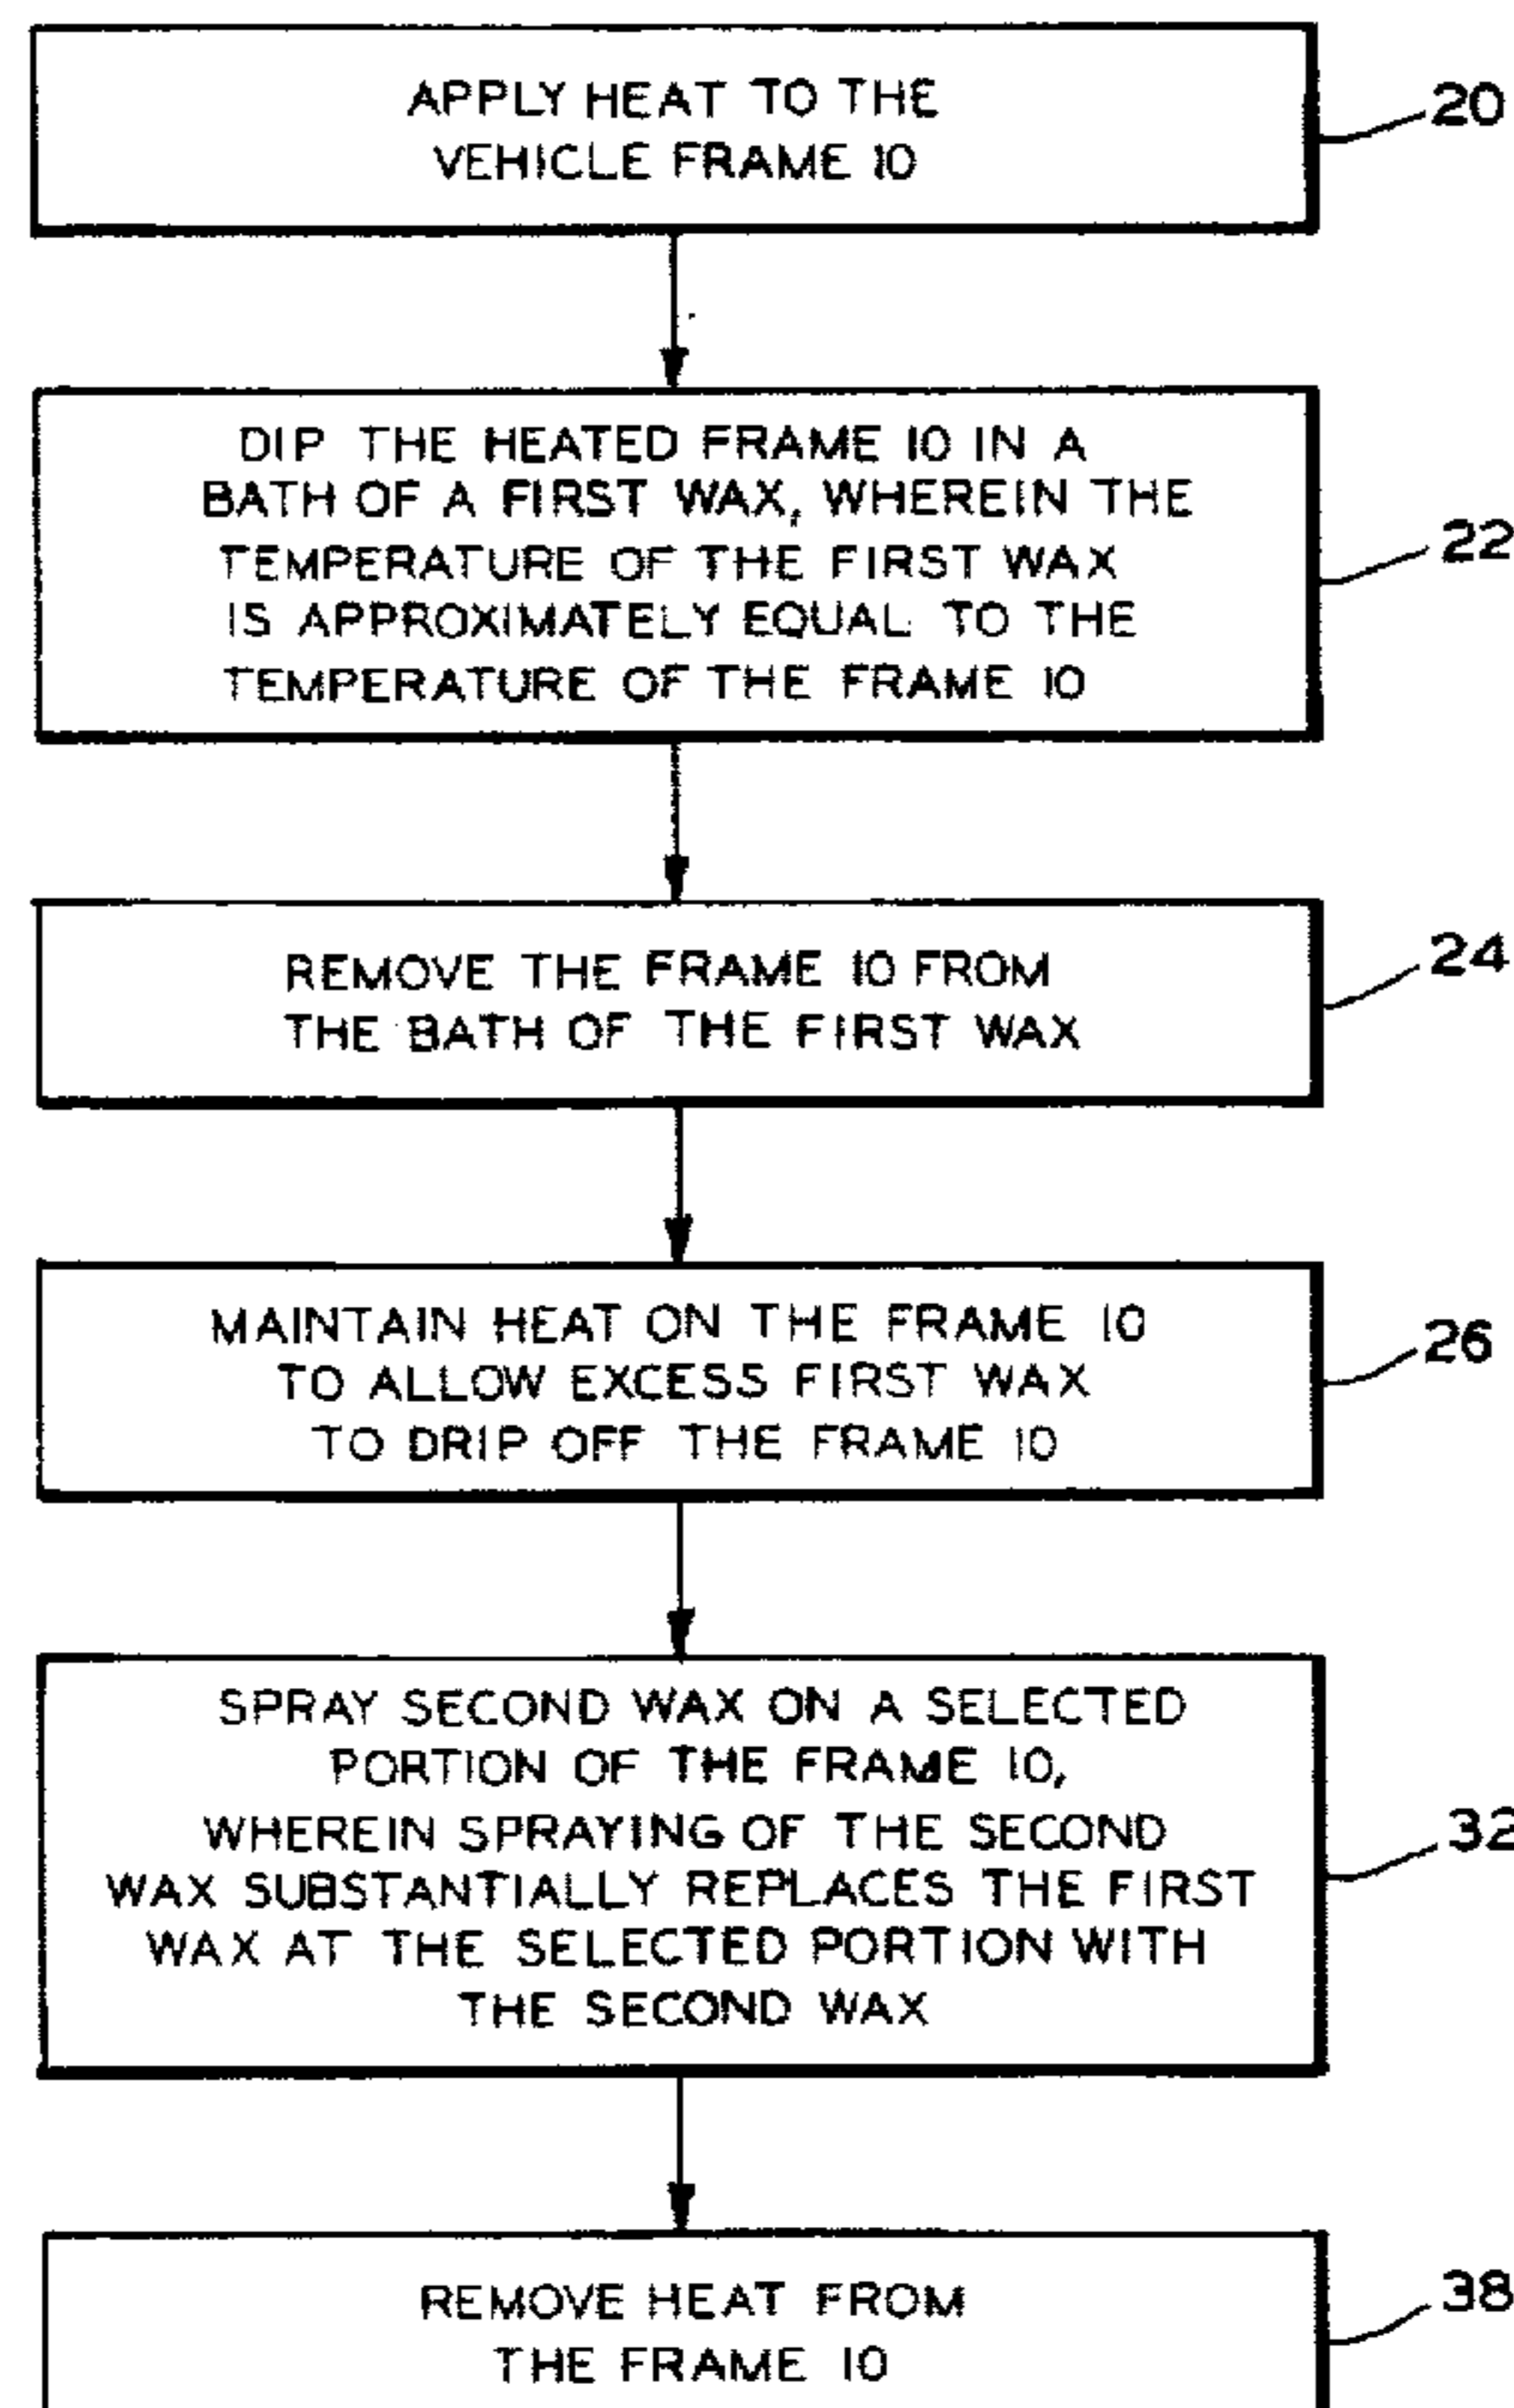 APPLY HEAT TO THE
VEHICLE FRAME 10
20
DIP THE HEATED FRAME 10 IN A
BATH OF A FIRST WAX, WHEREIN THE
TEMPERATURE OF THE FIRST WAX
IS APPROXIMATELY EQUAL TO THE
TEMPERATURE OF THE FRAME 10
22
REMOVE THE FRAME 10 FROM
THE BATH OF THE FIRST WAX
24
MAINTAIN HEAT ON THE FRAME 10
TO ALLOW EXCESS FIRST WAX
TO DRIP OFF THE FRAME 10
26
SPRAY SECOND WAX ON A SELECTED
PORTION OF THE FRAME 10,
WHEREIN SPRAYING OF THE SECOND
WAX SUBSTANTIALLY REPLACES THE FIRST
WAX AT THE SELECTED PORTION WITH
THE SECOND WAX
32
REMOVE HEAT FROM
THE FRAME 10
38